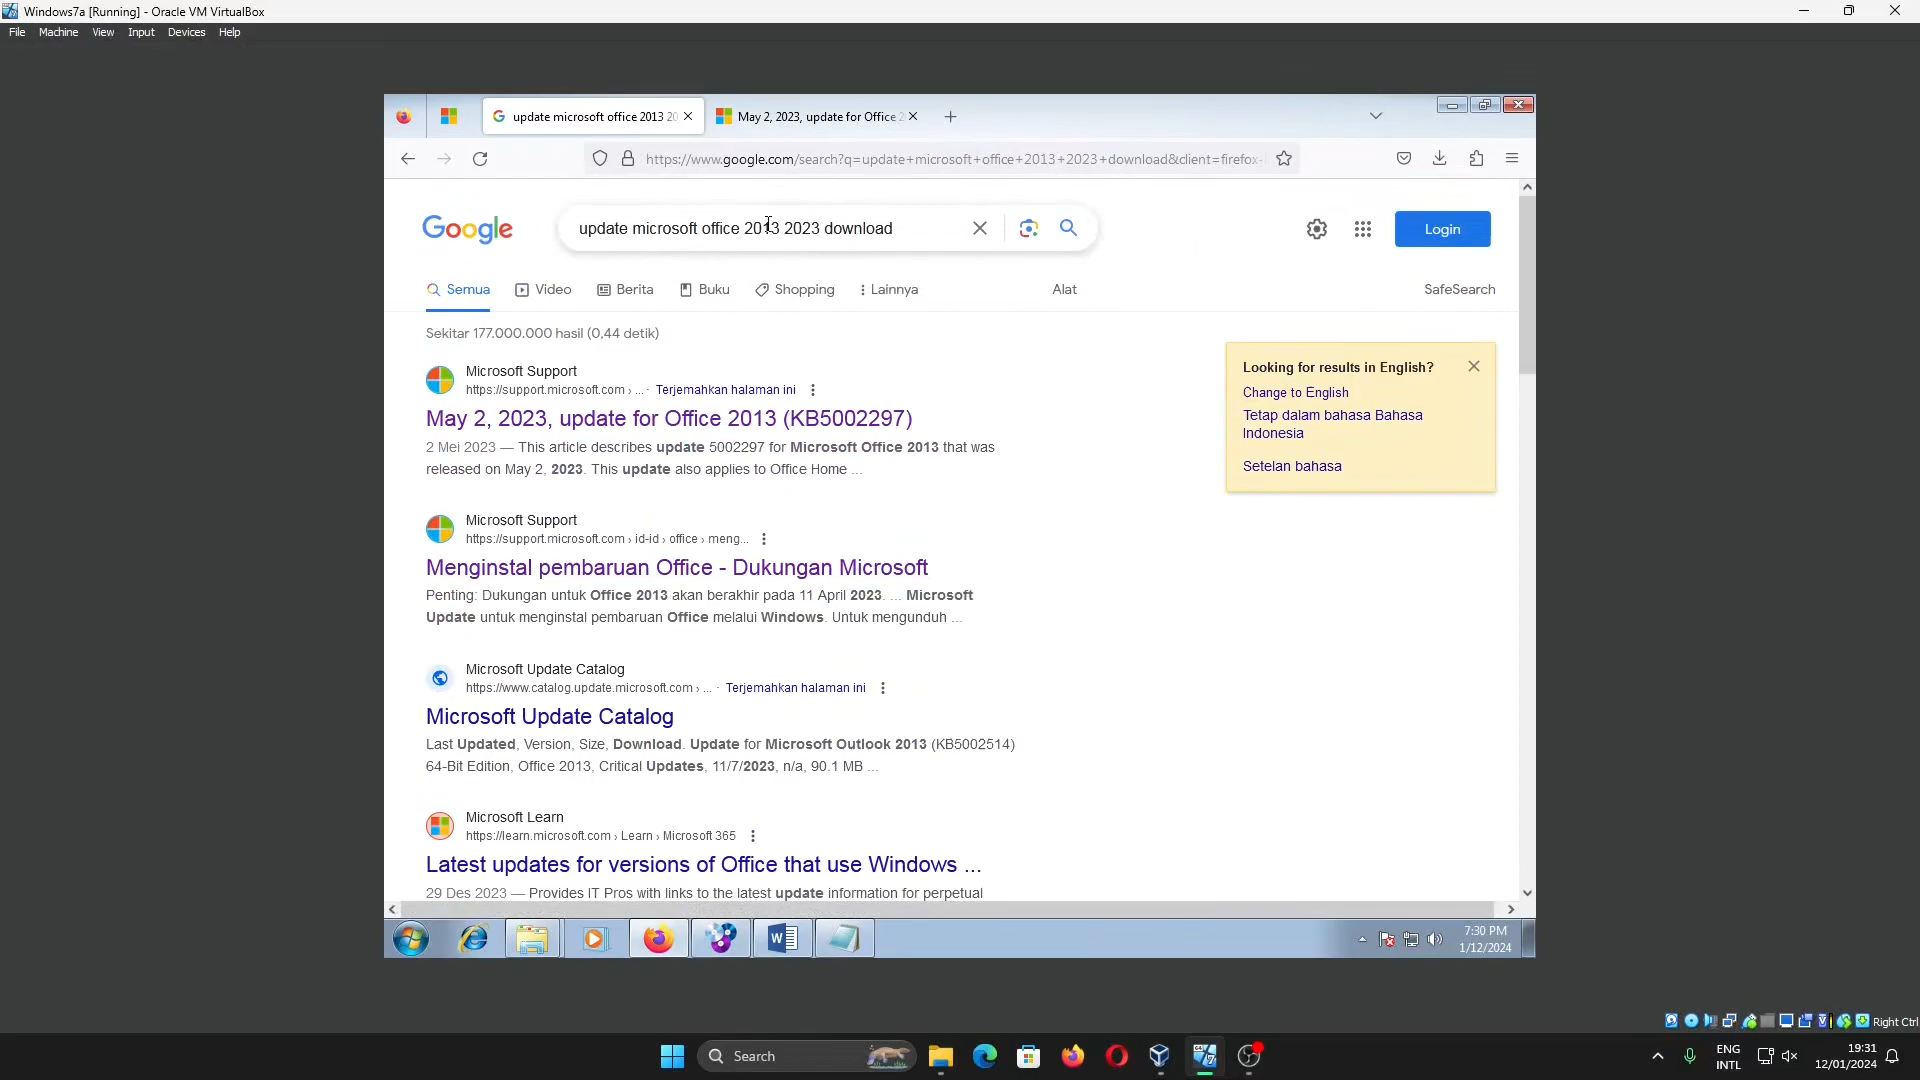 Windows7a [Running] - Oracle VM VirtualBox
File Machine View Input Devices Help
update microsoft office 2013 20
May 2, 2023, update for Office 2
https://www.google.com/search?q=update+microsoft+office+2013+2023+download&client=firefox-
Google
update microsoft office 2013 2023 download
Login
Semua Video Berita Buku Shopping Lainnya Alat SafeSearch
Sekitar 177.000.000 hasil (0,44 detik)
Looking for results in English?
Change to English
Tetap dalam bahasa Bahasa
Indonesia
Setelan bahasa
Microsoft Support
https://support.microsoft.com › ... · Terjemahkan halaman ini
May 2, 2023, update for Office 2013 (KB5002297)
2 Mei 2023 — This article describes update 5002297 for Microsoft Office 2013 that was
released on May 2, 2023. This update also applies to Office Home ...
Microsoft Support
https://support.microsoft.com › id-id › office › meng...
Menginstal pembaruan Office - Dukungan Microsoft
Penting: Dukungan untuk Office 2013 akan berakhir pada 11 April 2023. ... Microsoft
Update untuk menginstal pembaruan Office melalui Windows. Untuk mengunduh ...
Microsoft Update Catalog
https://www.catalog.update.microsoft.com › ... · Terjemahkan halaman ini
Microsoft Update Catalog
Last Updated, Version, Size, Download. Update for Microsoft Outlook 2013 (KB5002514)
64-Bit Edition, Office 2013, Critical Updates, 11/7/2023, n/a, 90.1 MB ...
Microsoft Learn
https://learn.microsoft.com › Learn › Microsoft 365
Latest updates for versions of Office that use Windows ...
29 Des 2023 — Provides IT Pros with links to the latest update information for perpetual
7:30 PM
1/12/2024
Right Ctrl
Search
ENG
INTL
19:31
12/01/2024